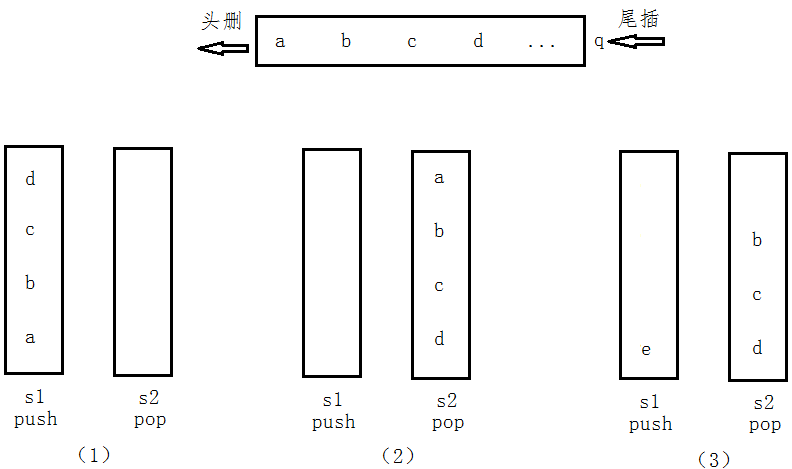 头删
尾插
a b c d ... q
d
c
b
a
s1 s2
push pop
(1)
a
b
c
d
s1 s2
push pop
(2)
b
c
e d
s1 s2
push pop
(3)